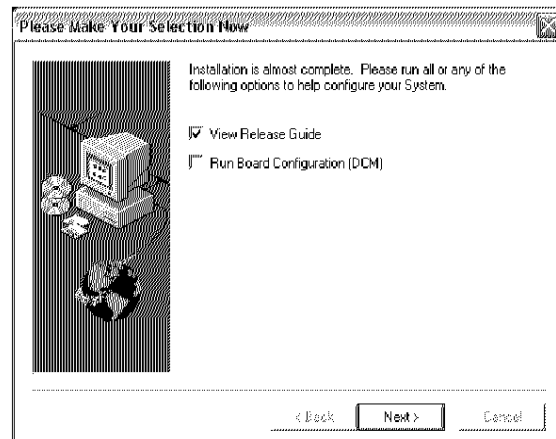 Please Make Your Selection Now
Installation is almost complete. Please run all or any of the
following options to help configure your System.
View Release Guide
Run Board Configuration (DCM)
< Back
Next >
Cancel